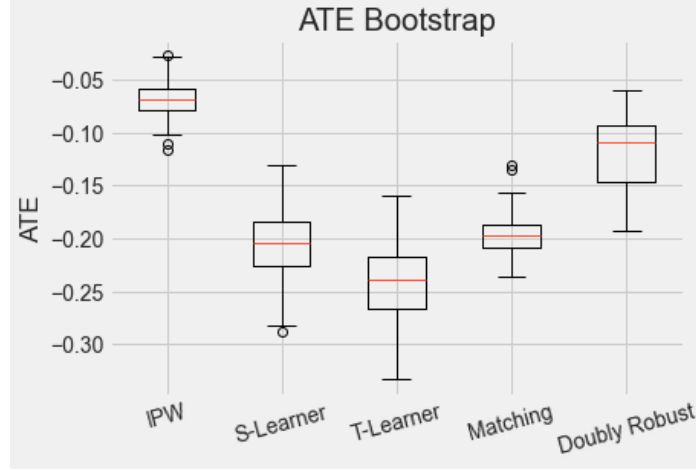 ATE Bootstrap
ATE
−0.05
−0.10
−0.15
−0.20
−0.25
−0.30
IPW
S-Learner
T-Learner
Matching
Doubly Robust